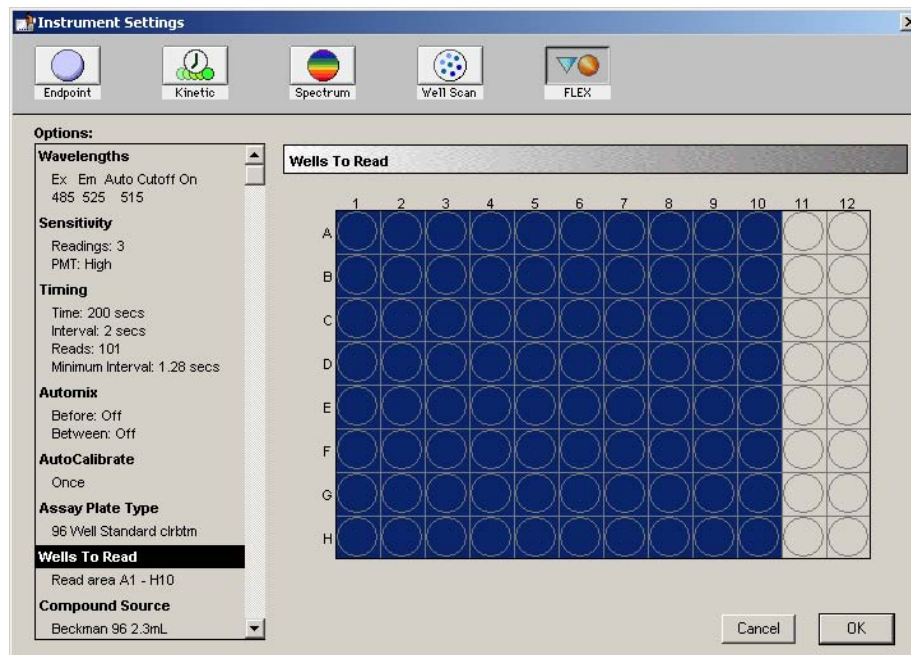 Instrument Settings
Endpoint Kinetic Spectrum Well Scan FLEX
Options:
Wavelengths
Ex Em Auto Cutoff On
485 525 515
Sensitivity
Readings: 3
PMT: High
Timing
Time: 200 secs
Interval: 2 secs
Reads: 101
Minimum Interval: 1.28 secs
Automix
Before: Off
Between: Off
AutoCalibrate
Once
Assay Plate Type
96 Well Standard clrbtm
Wells To Read
Read area A1 - H10
Compound Source
Beckman 96 2.3mL
Wells To Read
1 2 3 4 5 6 7 8 9 10 11 12
A
B
C
D
E
F
G
H
Cancel OK